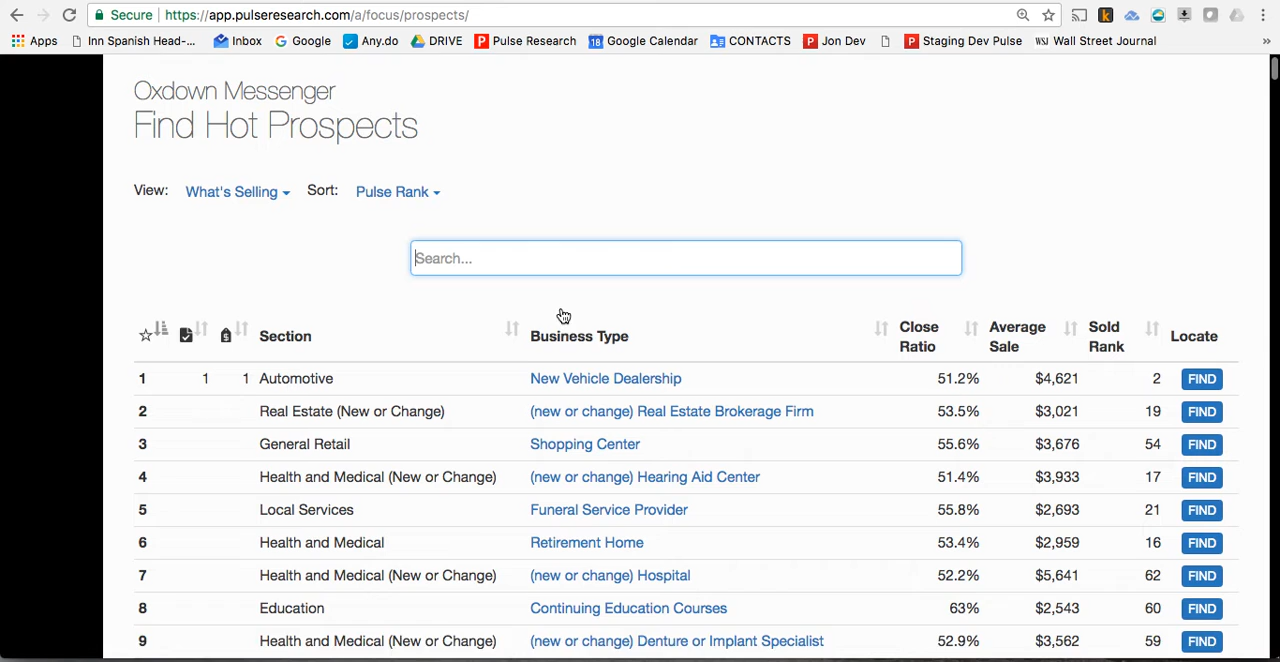 Secure https://app.pulseresearch.com/a/focus/prospects/
Apps Inn Spanish Head-... Inbox Google Any.do DRIVE Pulse Research 18 Google Calendar CONTACTS Jon Dev Staging Dev Pulse WSJ Wall Street Journal »
Oxdown Messenger
Find Hot Prospects
View: What's Selling Sort: Pulse Rank
Search...
Section Business Type Close Ratio Average Sale Sold Rank Locate
1 1 1 Automotive New Vehicle Dealership 51.2% $4,621 2 FIND
2 Real Estate (New or Change) (new or change) Real Estate Brokerage Firm 53.5% $3,021 19 FIND
3 General Retail Shopping Center 55.6% $3,676 54 FIND
4 Health and Medical (New or Change) (new or change) Hearing Aid Center 51.4% $3,933 17 FIND
5 Local Services Funeral Service Provider 55.8% $2,693 21 FIND
6 Health and Medical Retirement Home 53.4% $2,959 16 FIND
7 Health and Medical (New or Change) (new or change) Hospital 52.2% $5,641 62 FIND
8 Education Continuing Education Courses 63% $2,543 60 FIND
9 Health and Medical (New or Change) (new or change) Denture or Implant Specialist 52.9% $3,562 59 FIND